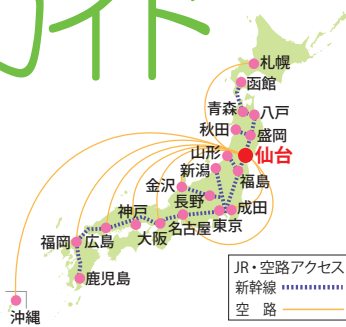 ガイド
札幌
函館
青森
八戸
秋田
盛岡
山形
仙台
新潟
福島
金沢
長野
成田
神戸
名古屋
東京
福岡
広島
大阪
鹿児島
沖縄
JR・空路アクセス
新幹線
空 路